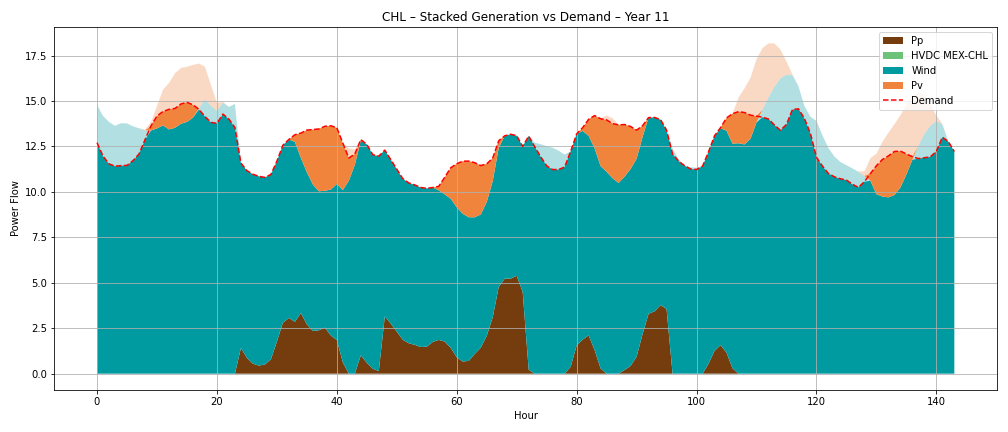 CHL – Stacked Generation vs Demand – Year 11
Pp
HVDC MEX-CHL
Wind
Pv
Demand
Power Flow
17.5
15.0
12.5
10.0
7.5
5.0
2.5
0.0
0 20 40 60 80 100 120 140
Hour